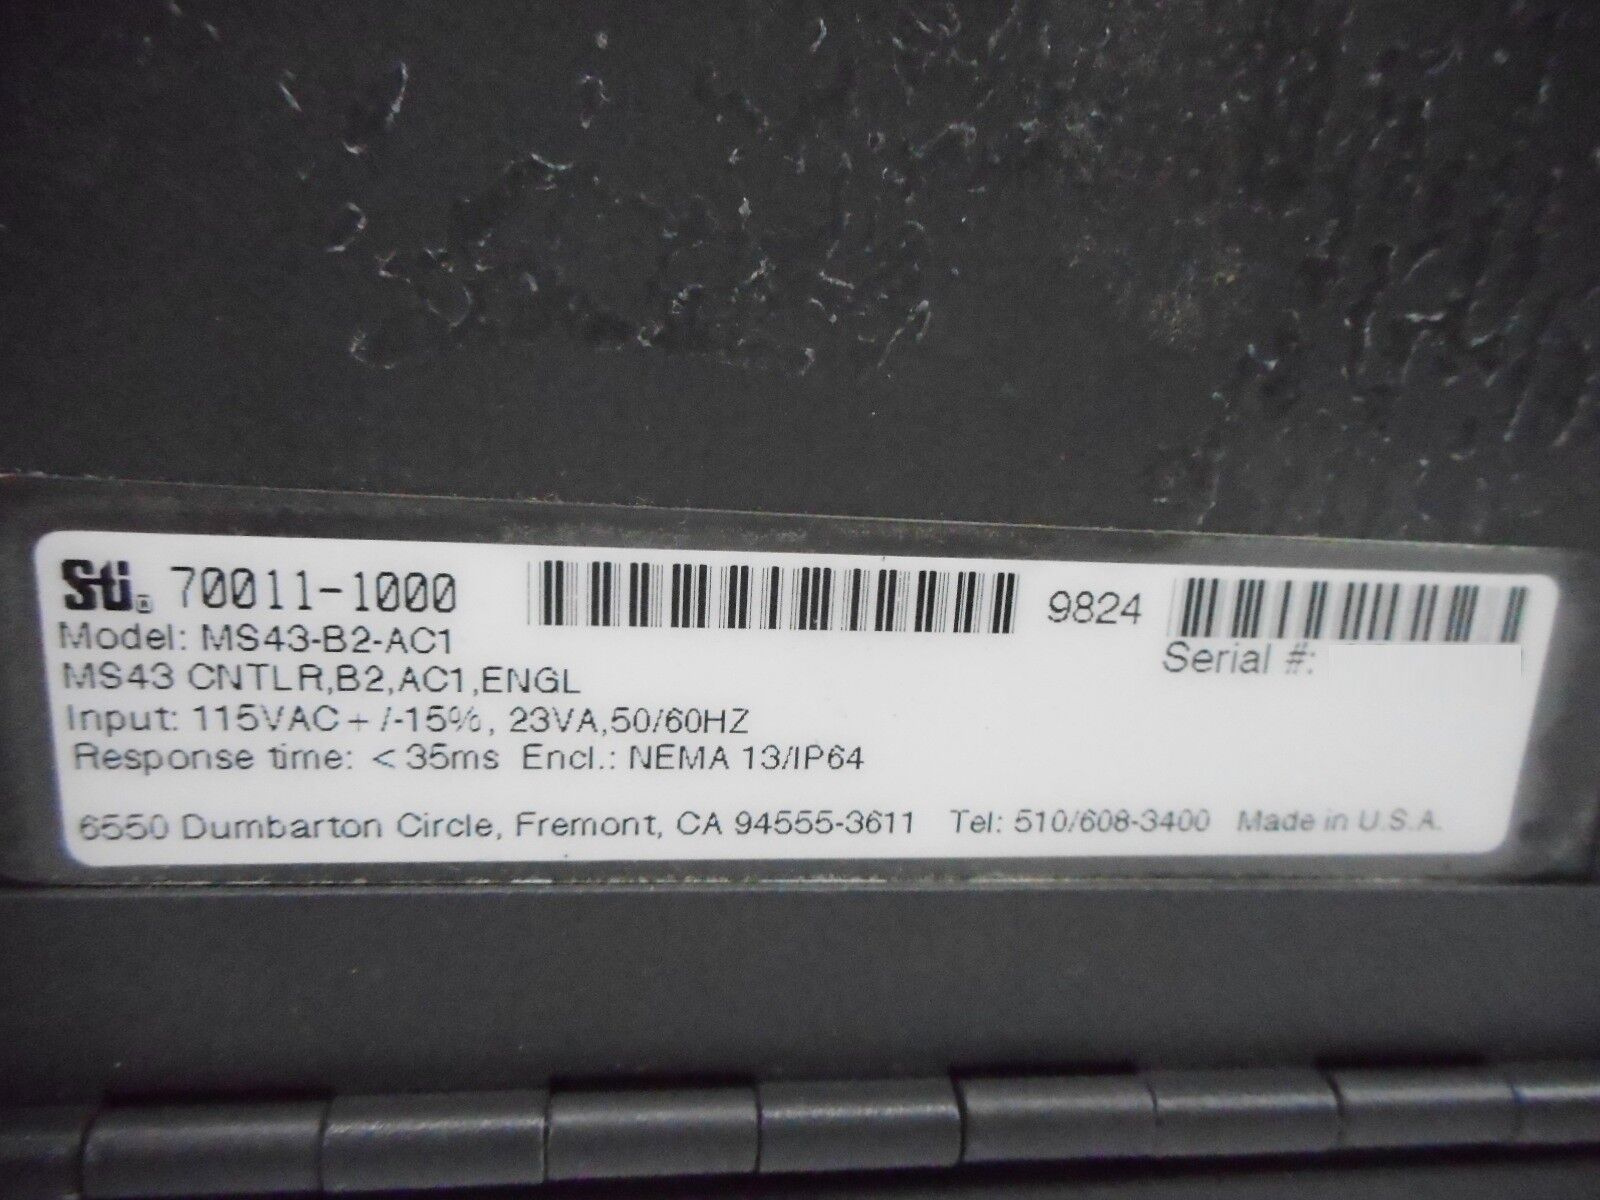 Sti® 70011-1000 9824
Model: MS43-B2-AC1 Serial #:
MS43 CNTLR,B2,AC1,ENGL
Input: 115VAC+/-15%, 23VA,50/60HZ
Response time: <35ms Encl.: NEMA 13/IP64
6550 Dumbarton Circle, Fremont, CA 94555-3611 Tel: 510/608-3400 Made in U.S.A.